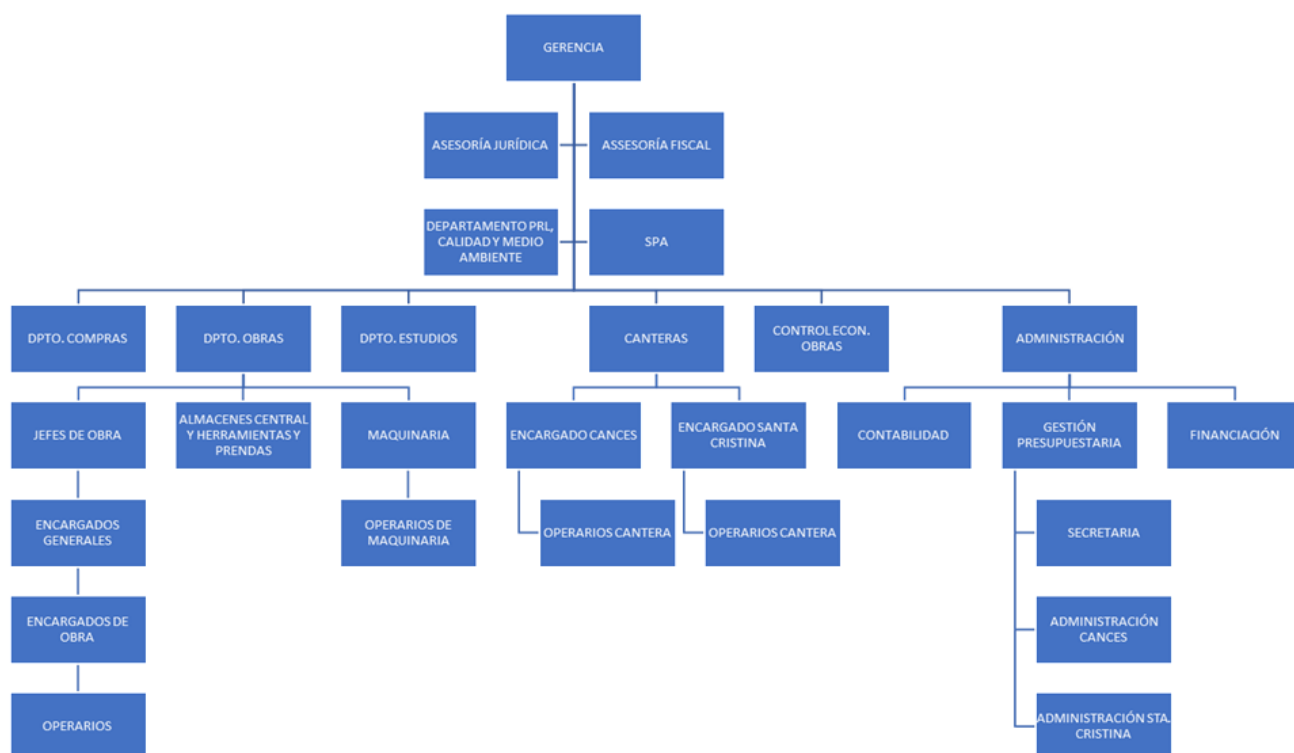 GERENCIA
ASESORÍA JURÍDICA
ASSESORÍA FISCAL
DEPARTAMENTO PRL,
CALIDAD Y MEDIO
AMBIENTE
SPA
DPTO. COMPRAS
DPTO. OBRAS
DPTO. ESTUDIOS
CANTERAS
CONTROL ECON.
OBRAS
ADMINISTRACIÓN
JEFES DE OBRA
ALMACENES CENTRAL
Y HERRAMIENTAS Y
PRENDAS
MAQUINARIA
ENCARGADO CANCES
ENCARGADO SANTA
CRISTINA
CONTABILIDAD
GESTIÓN
PRESUPUESTARIA
FINANCIACIÓN
ENCARGADOS
GENERALES
OPERARIOS DE
MAQUINARIA
OPERARIOS CANTERA
OPERARIOS CANTERA
SECRETARIA
ENCARGADOS DE
OBRA
ADMINISTRACIÓN
CANCES
OPERARIOS
ADMINISTRACIÓN STA.
CRISTINA